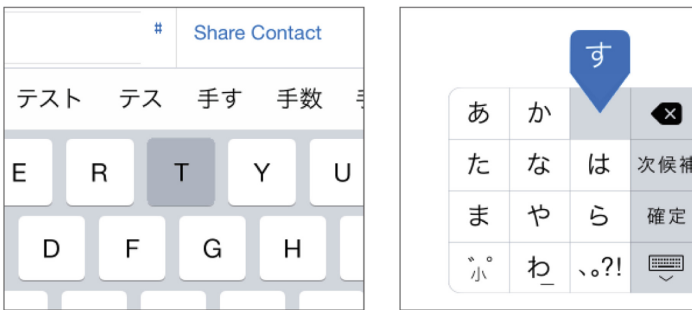 # Share Contact
テスト テス 手す 手数
E R T Y U
D F G H
す
あ か
た な は 次候補
ま や ら 確定
゛゜小 わ 、。?!